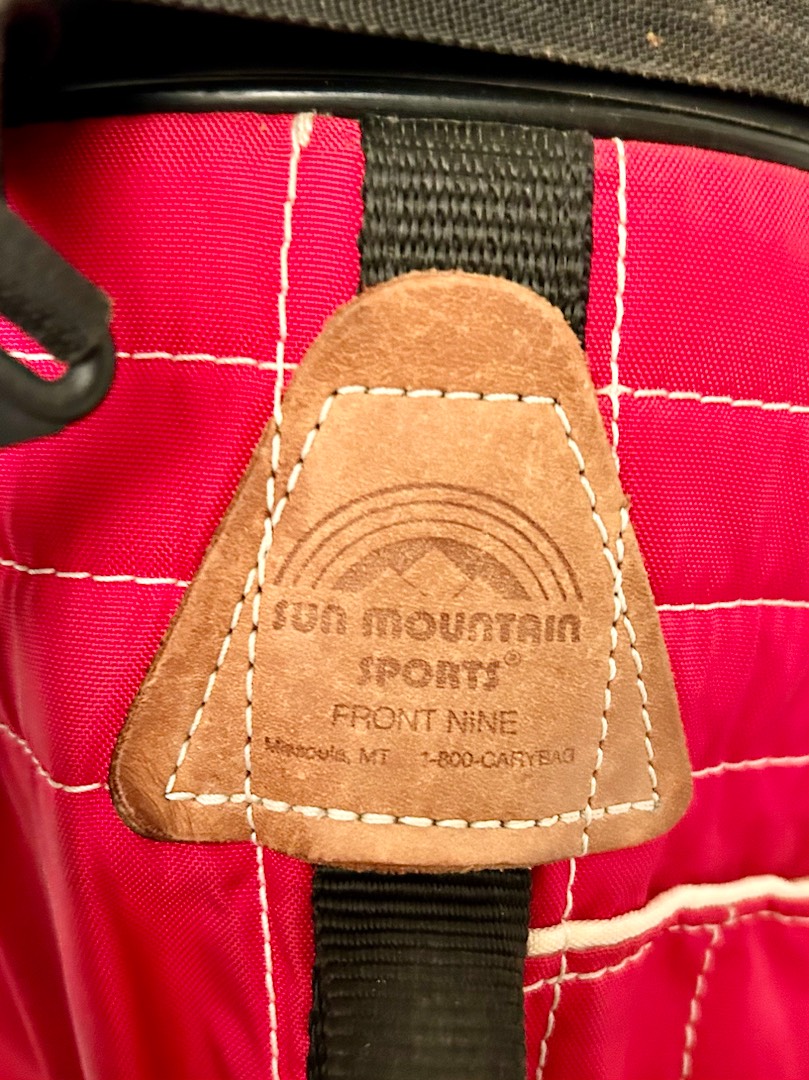 SUN MOUNTAIN
SPORTS®
FRONT NINE
Missoula, MT 1-800-CARYBAG